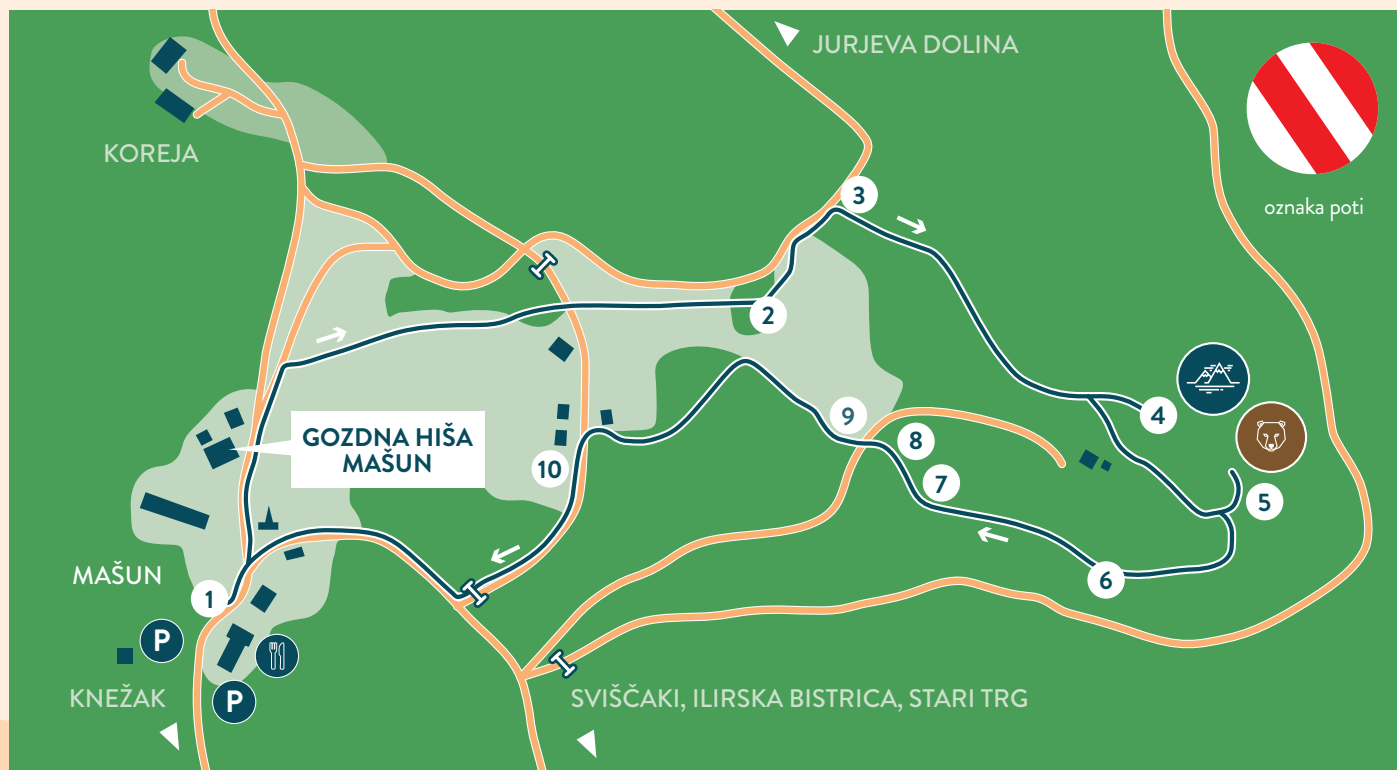 JURJEVA DOLINA
KOREJA
oznaka poti
3
2
4
GOZDNA HIŠA
MAŠUN
9
8
10
7
5
MAŠUN
6
1
P
KNEŽAK
P
SVIŠČAKI, ILIRSKA BISTRICA, STARI TRG